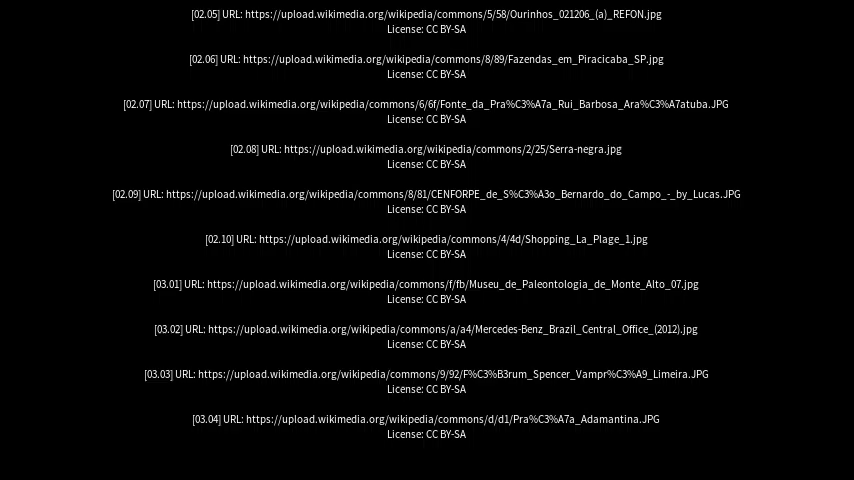 [02.05] URL: https://upload.wikimedia.org/wikipedia/commons/5/58/Ourinhos_021206_(a)_REFON.jpg
License: CC BY-SA
[02.06] URL: https://upload.wikimedia.org/wikipedia/commons/8/89/Fazendas_em_Piracicaba_SP.jpg
License: CC BY-SA
[02.07] URL: https://upload.wikimedia.org/wikipedia/commons/6/6f/Fonte_da_Pra%C3%A7a_Rui_Barbosa_Ara%C3%A7atuba.JPG
License: CC BY-SA
[02.08] URL: https://upload.wikimedia.org/wikipedia/commons/2/25/Serra-negra.jpg
License: CC BY-SA
[02.09] URL: https://upload.wikimedia.org/wikipedia/commons/8/81/CENFORPE_de_S%C3%A3o_Bernardo_do_Campo_-_by_Lucas.JPG
License: CC BY-SA
[02.10] URL: https://upload.wikimedia.org/wikipedia/commons/4/4d/Shopping_La_Plage_1.jpg
License: CC BY-SA
[03.01] URL: https://upload.wikimedia.org/wikipedia/commons/f/fb/Museu_de_Paleontologia_de_Monte_Alto_07.jpg
License: CC BY-SA
[03.02] URL: https://upload.wikimedia.org/wikipedia/commons/a/a4/Mercedes-Benz_Brazil_Central_Office_(2012).jpg
License: CC BY-SA
[03.03] URL: https://upload.wikimedia.org/wikipedia/commons/9/92/F%C3%B3rum_Spencer_Vampr%C3%A9_Limeira.JPG
License: CC BY-SA
[03.04] URL: https://upload.wikimedia.org/wikipedia/commons/d/d1/Pra%C3%A7a_Adamantina.JPG
License: CC BY-SA